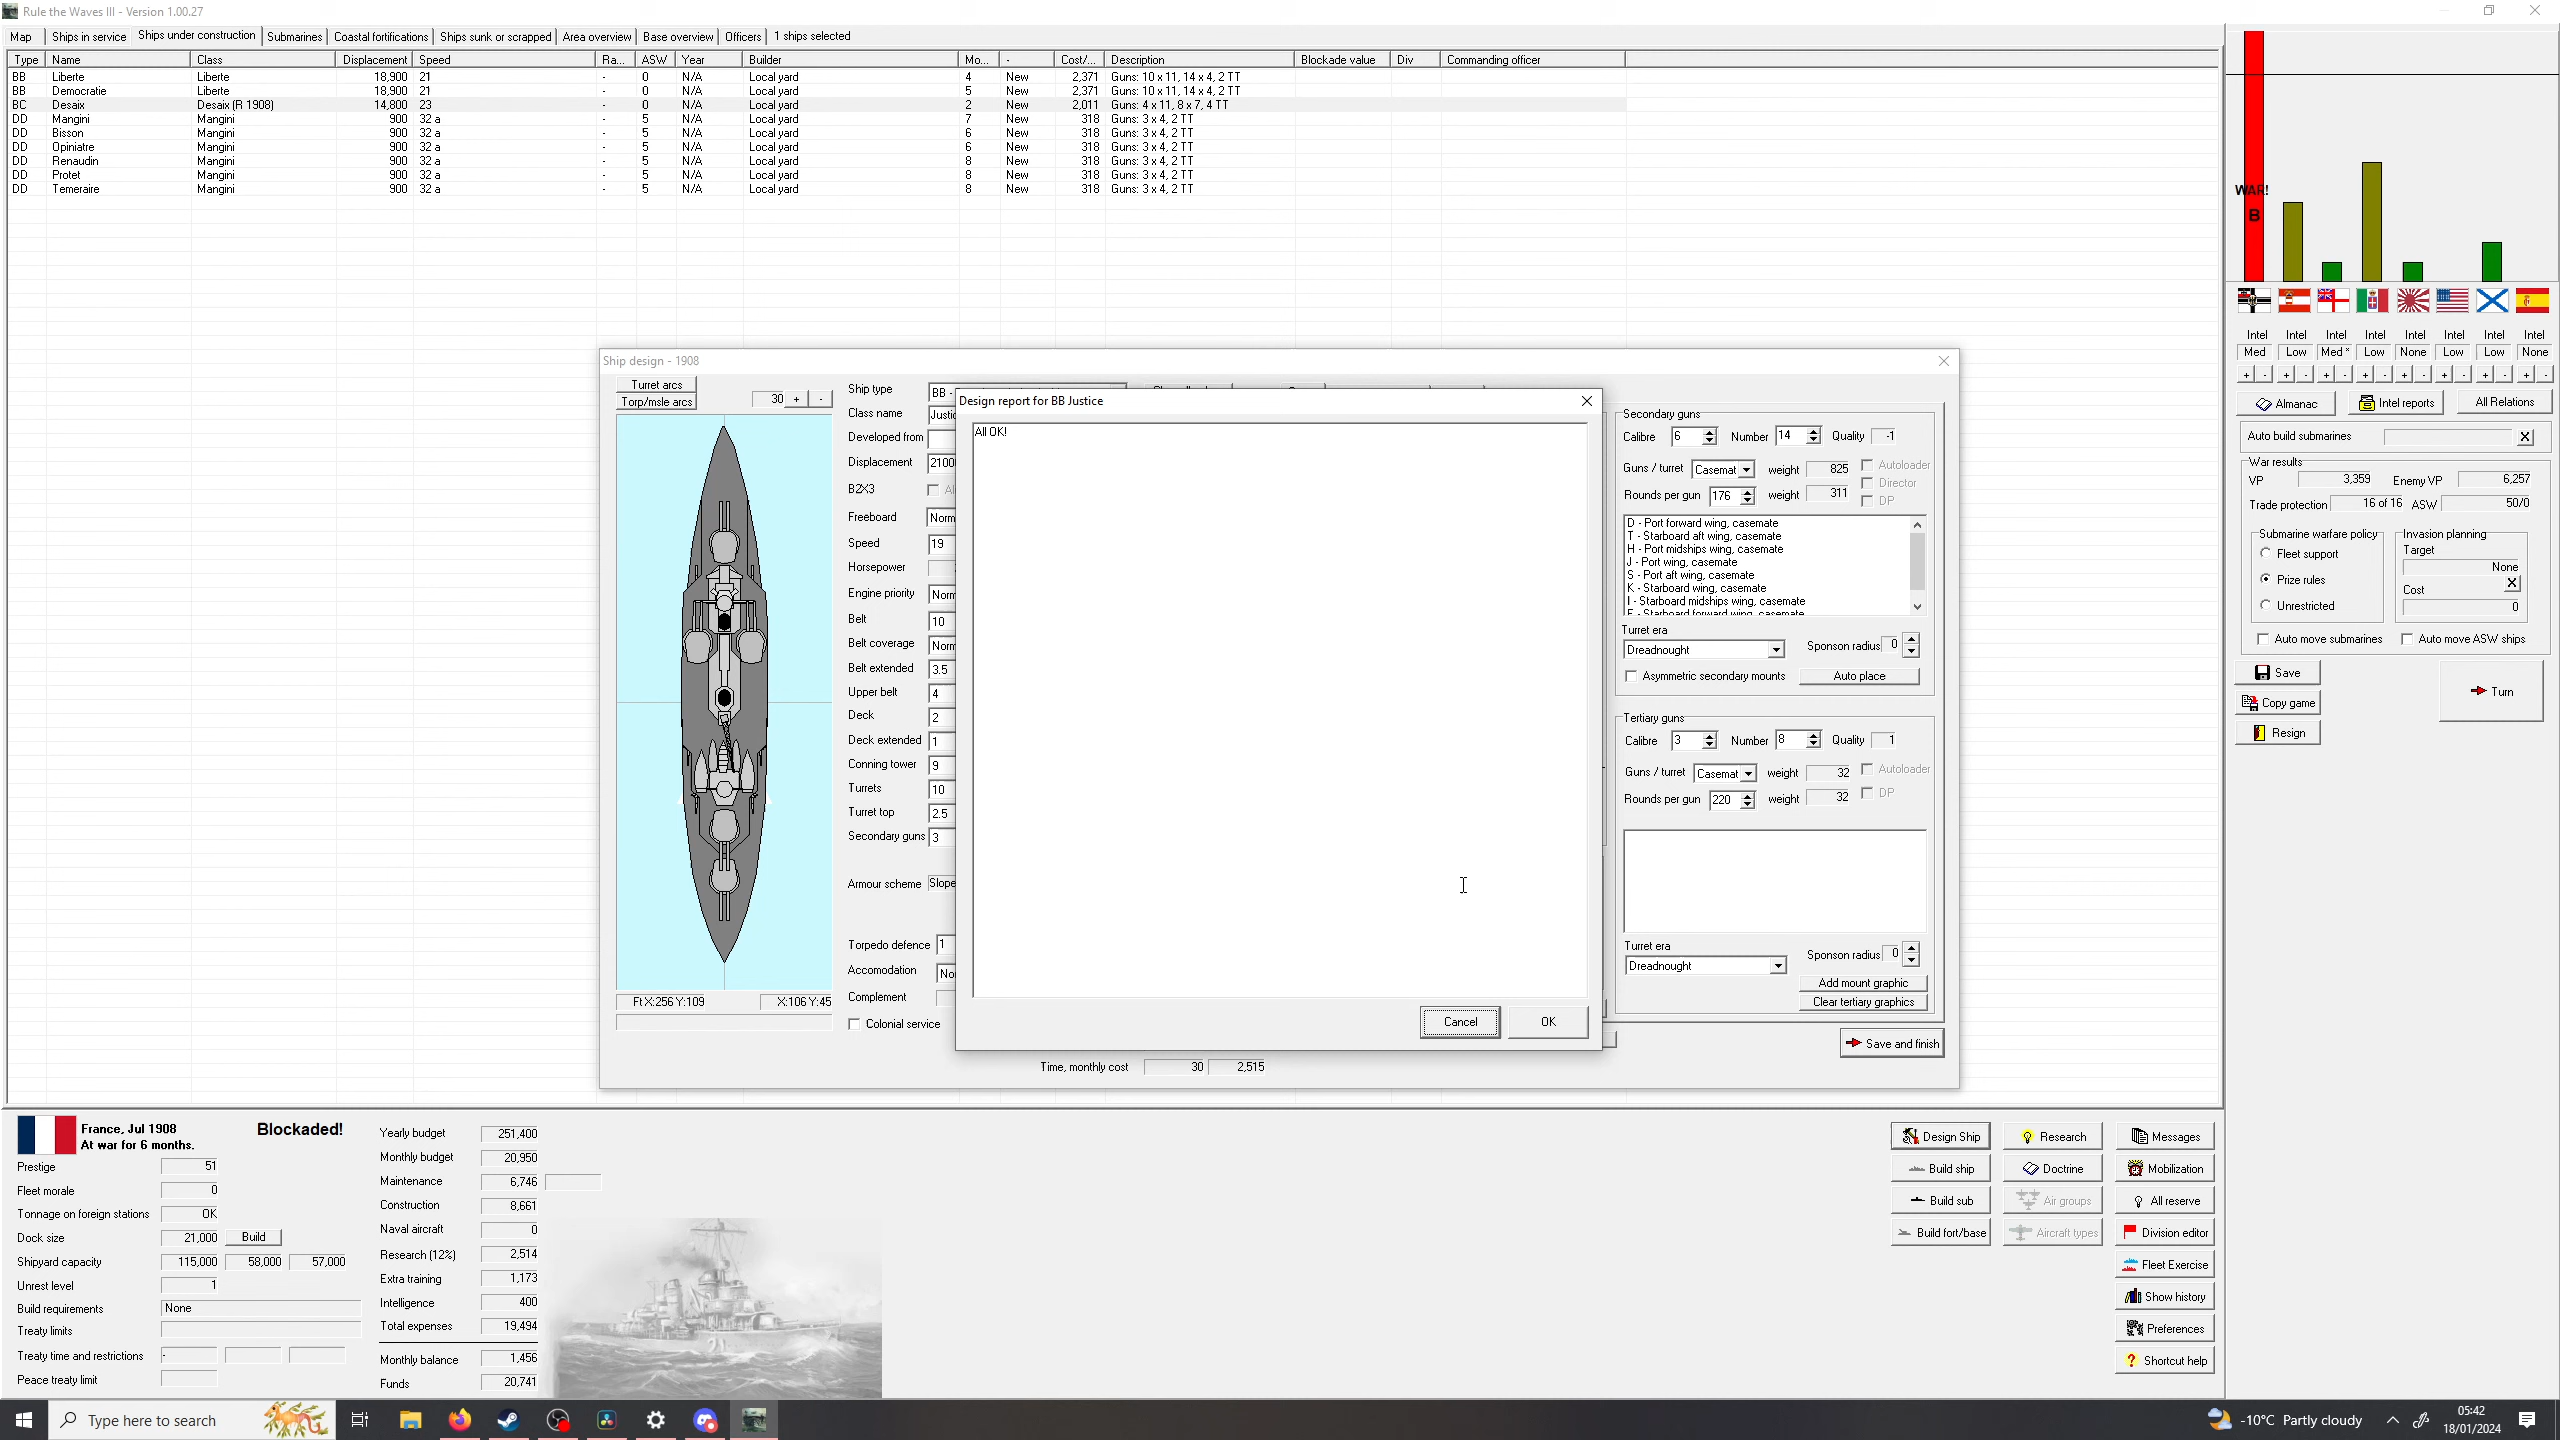 Rule the Waves III - Version 1.00.27
Map Ships in service Ships under construction Submarines Coastal fortifications Ships sunk or scrapped Area overview Base overview Officers 1 ships selected
Type Name Class Displacement Speed Ra... ASW Year Builder Mo... - Cost/... Description Blockade value Div Commanding officer
BB Liberte Liberte 18,900 21 - 0 N/A Local yard 4 New 2,371 Guns: 10 x 11, 14 x 4, 2 TT
BB Democratie Liberte 18,900 21 - 0 N/A Local yard 5 New 2,371 Guns: 10 x 11, 14 x 4, 2 TT
BC Desaix Desaix (R 1908) 14,800 23 - 0 N/A Local yard 2 New 2,011 Guns: 4 x 11, 8 x 7, 4 TT
DD Mangini Mangini 900 32 a - 5 N/A Local yard 7 New 318 Guns: 3 x 4, 2 TT
DD Bisson Mangini 900 32 a - 5 N/A Local yard 6 New 318 Guns: 3 x 4, 2 TT
DD Opiniatre Mangini 900 32 a - 5 N/A Local yard 6 New 318 Guns: 3 x 4, 2 TT
DD Renaudin Mangini 900 32 a - 5 N/A Local yard 8 New 318 Guns: 3 x 4, 2 TT
DD Protet Mangini 900 32 a - 5 N/A Local yard 8 New 318 Guns: 3 x 4, 2 TT
DD Temeraire Mangini 900 32 a - 5 N/A Local yard 8 New 318 Guns: 3 x 4, 2 TT
WAR!
B
Intel Intel Intel Intel Intel Intel Intel Intel
Med Low Med * Low None Low Low None
+ - + - + - + - + - + - + - + -
Almanac Intel reports All Relations
Auto build submarines X
War results
VP 3,359 Enemy VP 6,257
Trade protection 16 of 16 ASW 50/0
Submarine warfare policy
Fleet support
Prize rules
Unrestricted
Invasion planning
Target
None
Cost X
0
Auto move submarines Auto move ASW ships
Save
Copy game
Resign
Turn
Ship design - 1908
Turret arcs
Torp/msle arcs
30 + -
Ft X:256 Y:109 X:106 Y:45
Ship type BB -
Class name Justic
Developed from
Displacement 2100
B2X3
Freeboard Norm
Speed 19
Horsepower
Engine priority Norm
Belt 10
Belt coverage Norm
Belt extended 3.5
Upper belt 4
Deck 2
Deck extended 1
Conning tower 9
Turrets 10
Turret top 2.5
Secondary guns 3
Armour scheme Slope
Torpedo defence 1
Accomodation No
Complement
Colonial service
Time, monthly cost 30 2,515
Design report for BB Justice
All OK!
Cancel OK
Secondary guns
Calibre 6 Number 14 Quality -1
Guns / turret Casemat weight 825 Autoloader
Director
Rounds per gun 176 weight 311 DP
D - Port forward wing, casemate
T - Starboard aft wing, casemate
H - Port midships wing, casemate
J - Port wing, casemate
S - Port aft wing, casemate
K - Starboard wing, casemate
I - Starboard midships wing, casemate
E - Starboard forward wing, casemate
Turret era
Dreadnought Sponson radius 0
Asymmetric secondary mounts Auto place
Tertiary guns
Calibre 3 Number 8 Quality 1
Guns / turret Casemat weight 32 Autoloader
Rounds per gun 220 weight 32 DP
Turret era
Dreadnought Sponson radius 0
Add mount graphic
Clear tertiary graphics
Save and finish
France, Jul 1908
At war for 6 months.
Blockaded!
Prestige 51
Fleet morale 0
Tonnage on foreign stations OK
Dock size 21,000 Build
Shipyard capacity 115,000 58,000 57,000
Unrest level 1
Build requirements None
Treaty limits
Treaty time and restrictions -
Peace treaty limit
Yearly budget 251,400
Monthly budget 20,950
Maintenance 6,746
Construction 8,661
Naval aircraft 0
Research (12%) 2,514
Extra training 1,173
Intelligence 400
Total expenses 19,494
Monthly balance 1,456
Funds 20,741
Design Ship Research Messages
Build ship Doctrine Mobilization
Build sub Air groups All reserve
Build fort/base Aircraft types Division editor
Fleet Exercise
Show history
Preferences
Shortcut help
Type here to search
-10°C Partly cloudy
05:42
18/01/2024